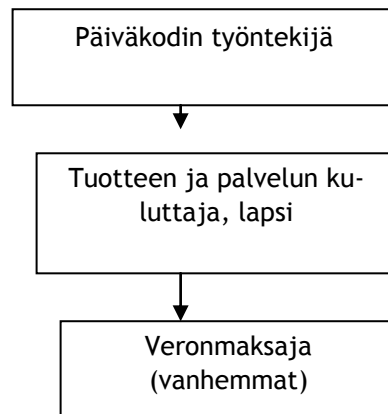 Päiväkodin työntekijä
Tuotteen ja palvelun ku-
luttaja, lapsi
Veronmaksaja
(vanhemmat)